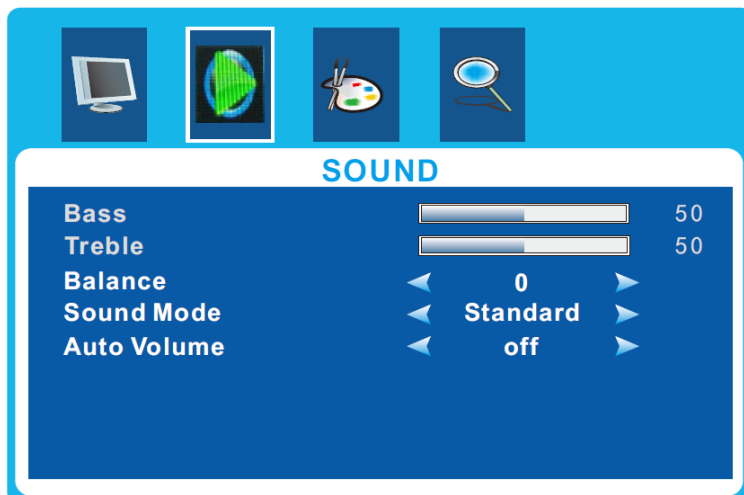 SOUND
Bass 50
Treble 50
Balance 0
Sound Mode Standard
Auto Volume off